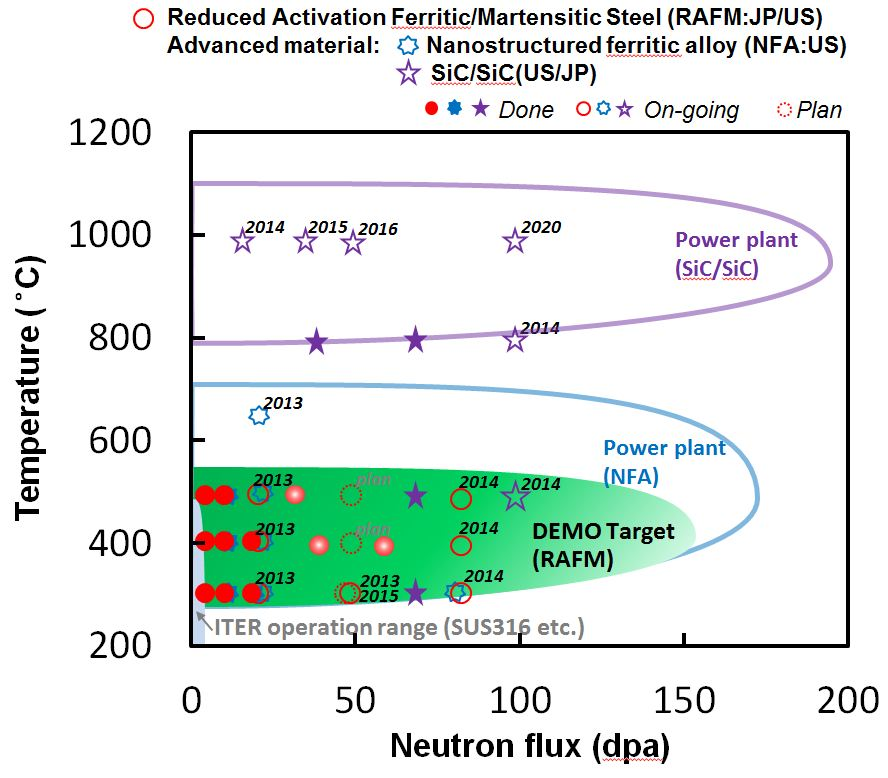 Reduced Activation Ferritic/Martensitic Steel (RAFM:JP/US)
Advanced material: Nanostructured ferritic alloy (NFA:US)
SiC/SiC(US/JP)
Done On-going Plan
1200
1000
800
600
400
200
Temperature (˚C)
2014 2015 2016 2020
Power plant
(SiC/SiC)
2014
2013
Power plant
(NFA)
2013 plan 2014 2014
2013 plan 2014
DEMO Target
(RAFM)
2013 2013 2014
2015
ITER operation range (SUS316 etc.)
0 50 100 150 200
Neutron flux (dpa)